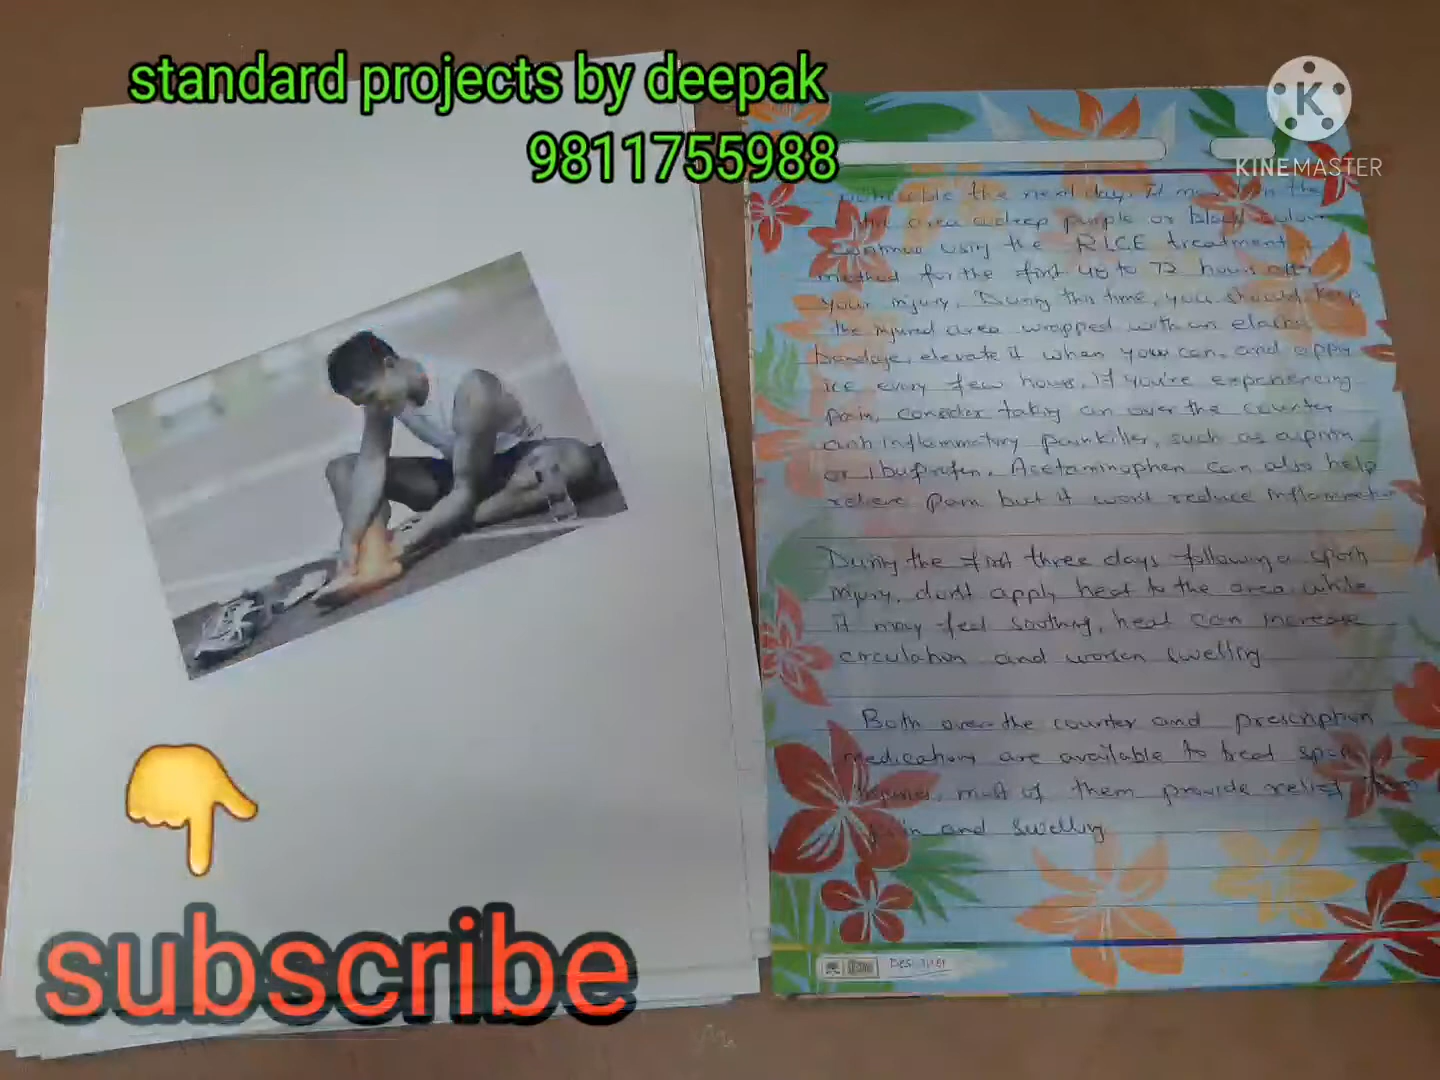 standard projects by deepak
9811755988
KINEMASTER
the next day. It may turn the
area a deep purple or black colour
continue using the RICE treatment
method for the first 48 to 72 hours after
your injury. During this time, you should keep
the injured area wrapped with an elastic
bandage, elevate it when you can, and apply
ice every few hours. If you're experiencing
pain, consider taking an over the counter
anti inflammatory painkiller, such as aspirin
or ibuprofen. Acetaminophen can also help
relieve pain but it won't reduce inflammation
During the first three days following a sports
injury, don't apply heat to the area. while
it may feel soothing, heat can increase
circulation and worsen swelling
Both over the counter and prescription
medications are available to treat sports
most of them provide relief from
pain and swelling
subscribe